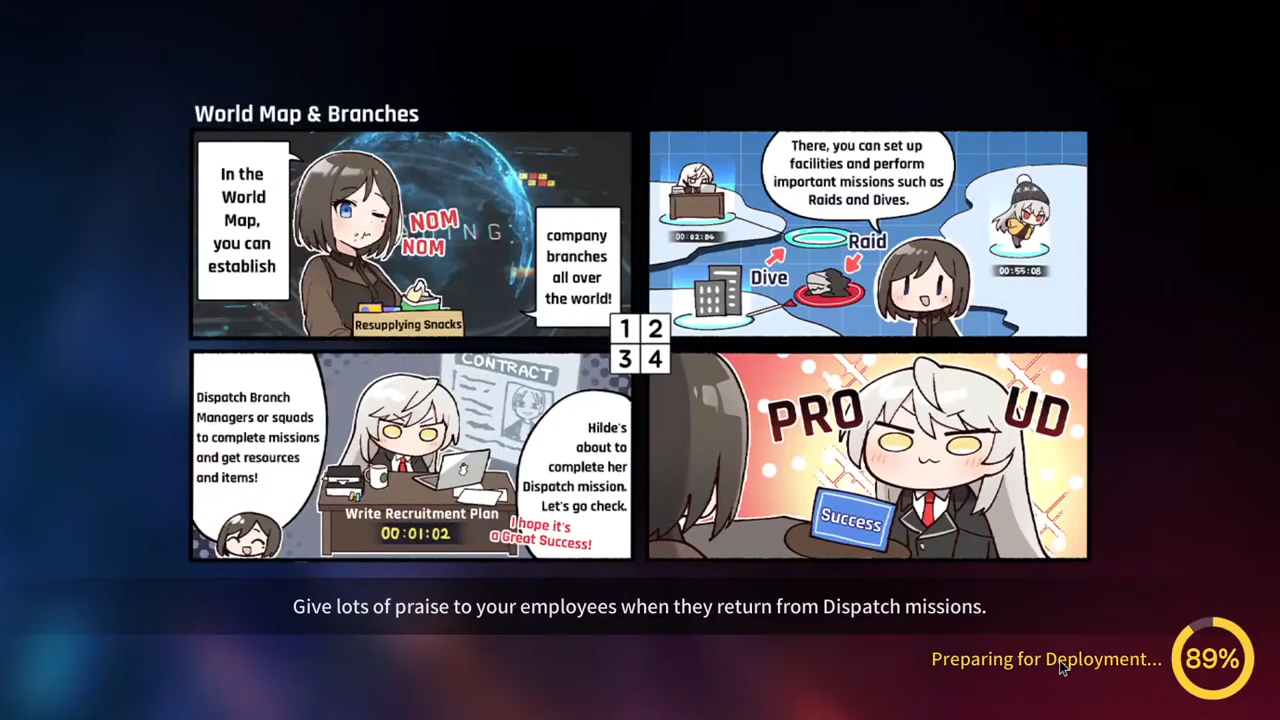 World Map & Branches
In the
World
Map,
you can
establish
NOM
NOM
NING
company
branches
all over
the world!
Resupplying Snacks
There, you can set up
facilities and perform
important missions such as
Raids and Dives.
00:02:04
Raid
Dive
00:55:08
1 2
3 4
Dispatch Branch
Managers or squads
to complete missions
and get resources
and items!
CONTRACT
Hilde's
about to
complete her
Dispatch mission.
Let's go check.
I hope it's
a Great Success!
Write Recruitment Plan
00:01:02
PROUD
Success
Give lots of praise to your employees when they return from Dispatch missions.
Preparing for Deployment...
89%